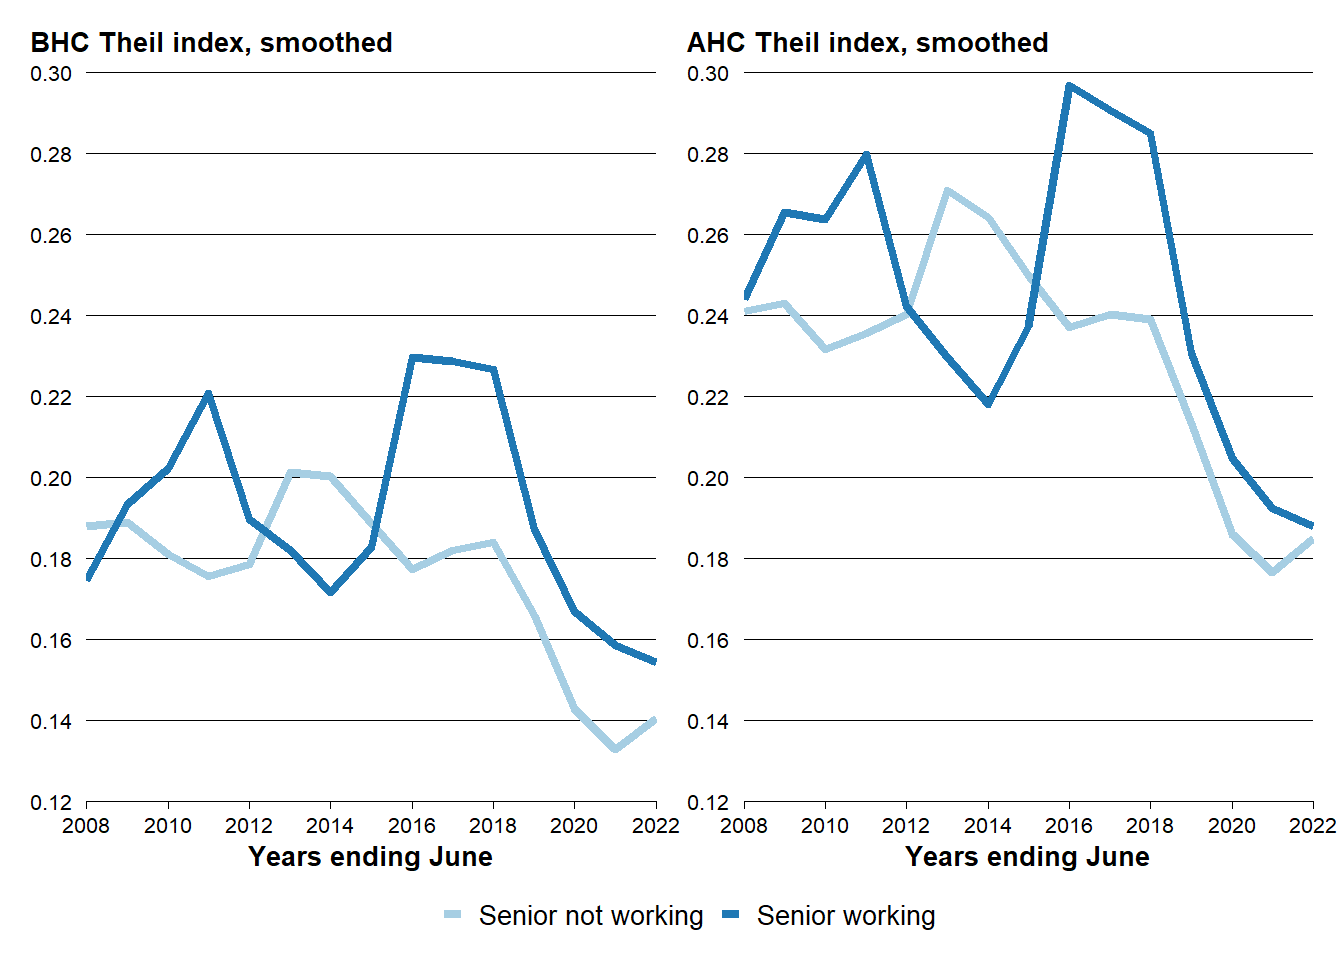 BHC Theil index, smoothed
0.30
0.28
0.26
0.24
0.22
0.20
0.18
0.16
0.14
0.12
2008 2010 2012 2014 2016 2018 2020 2022
Years ending June
AHC Theil index, smoothed
0.30
0.28
0.26
0.24
0.22
0.20
0.18
0.16
0.14
0.12
2008 2010 2012 2014 2016 2018 2020 2022
Years ending June
Senior not working Senior working